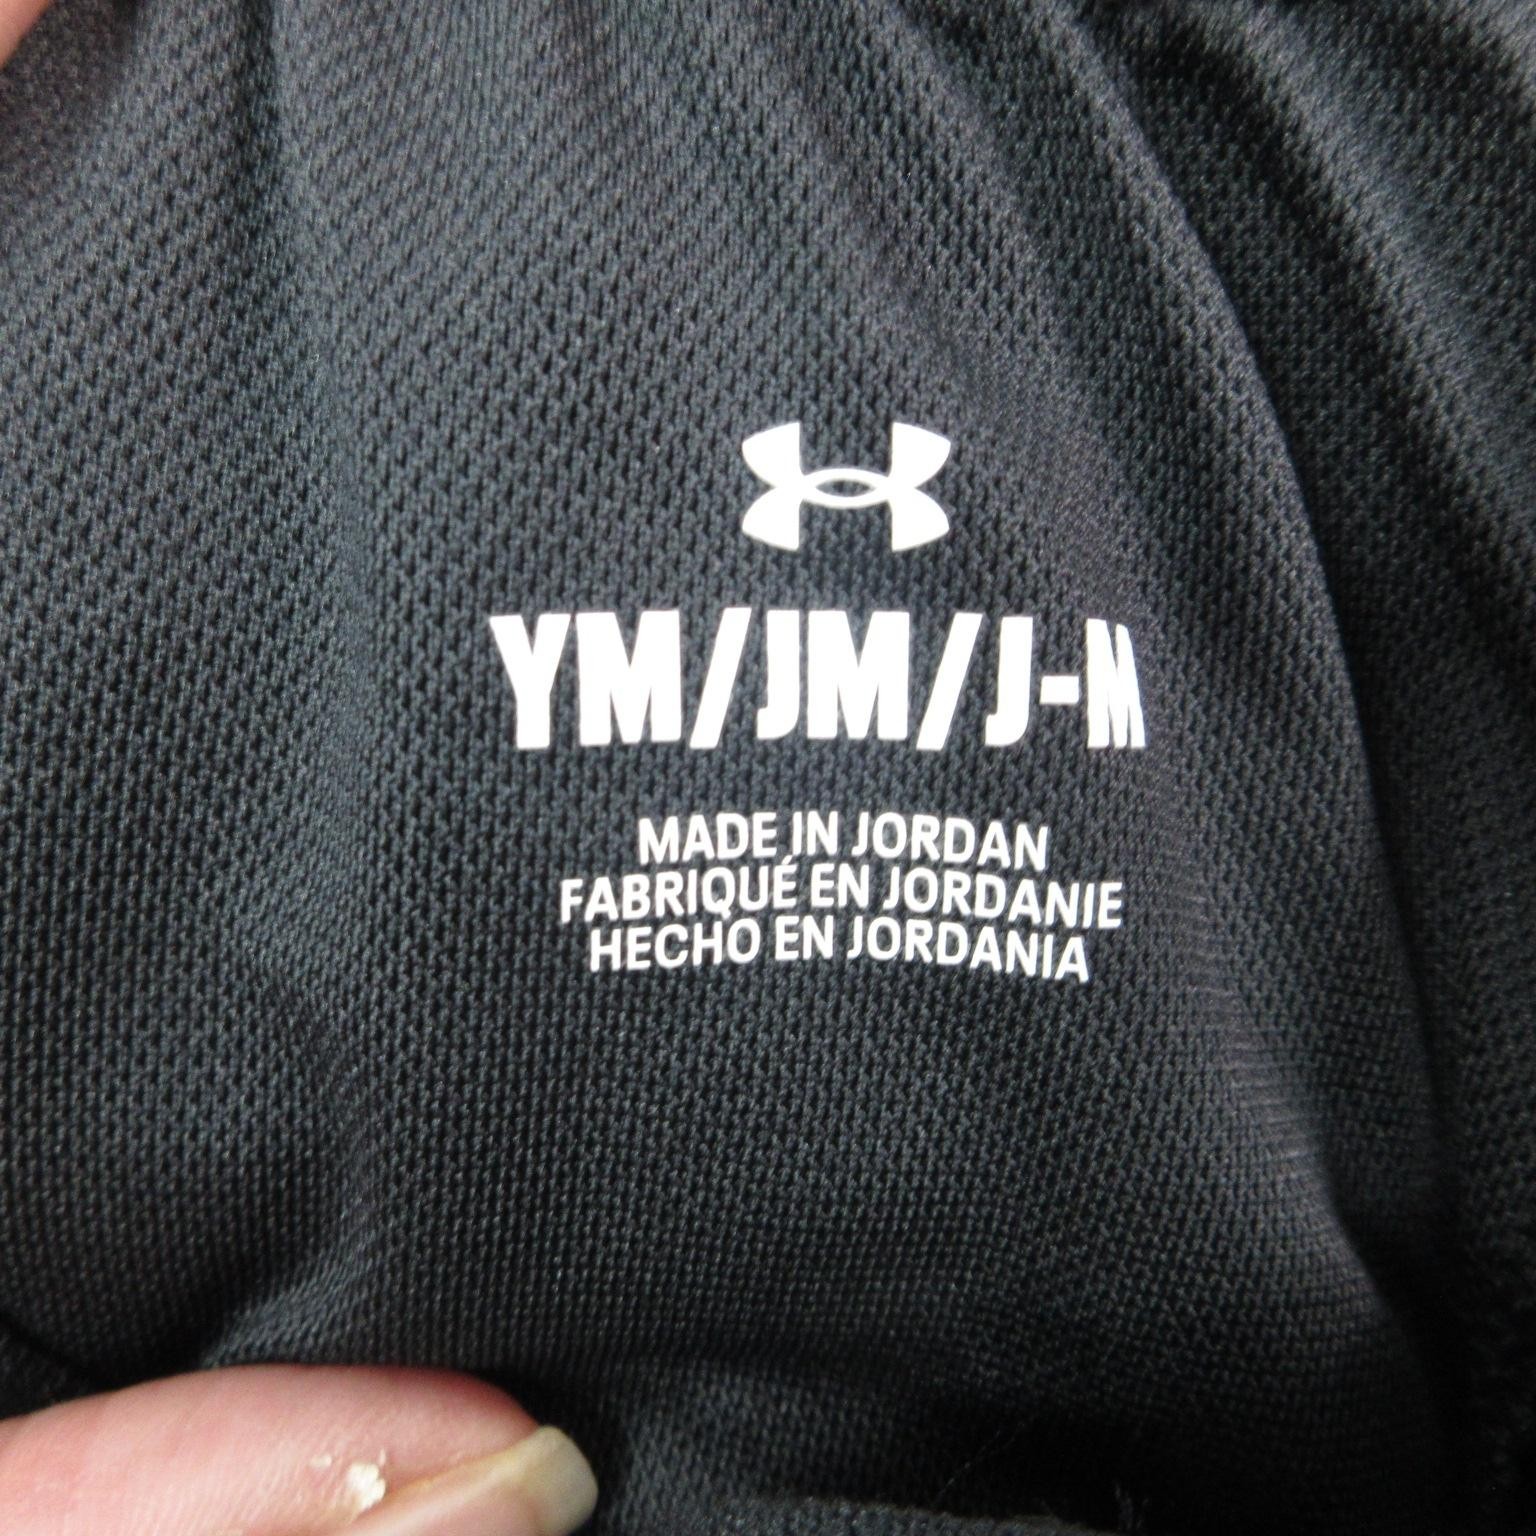 YM/JM/J-M
MADE IN JORDAN
FABRIQUÉ EN JORDANIE
HECHO EN JORDANIA